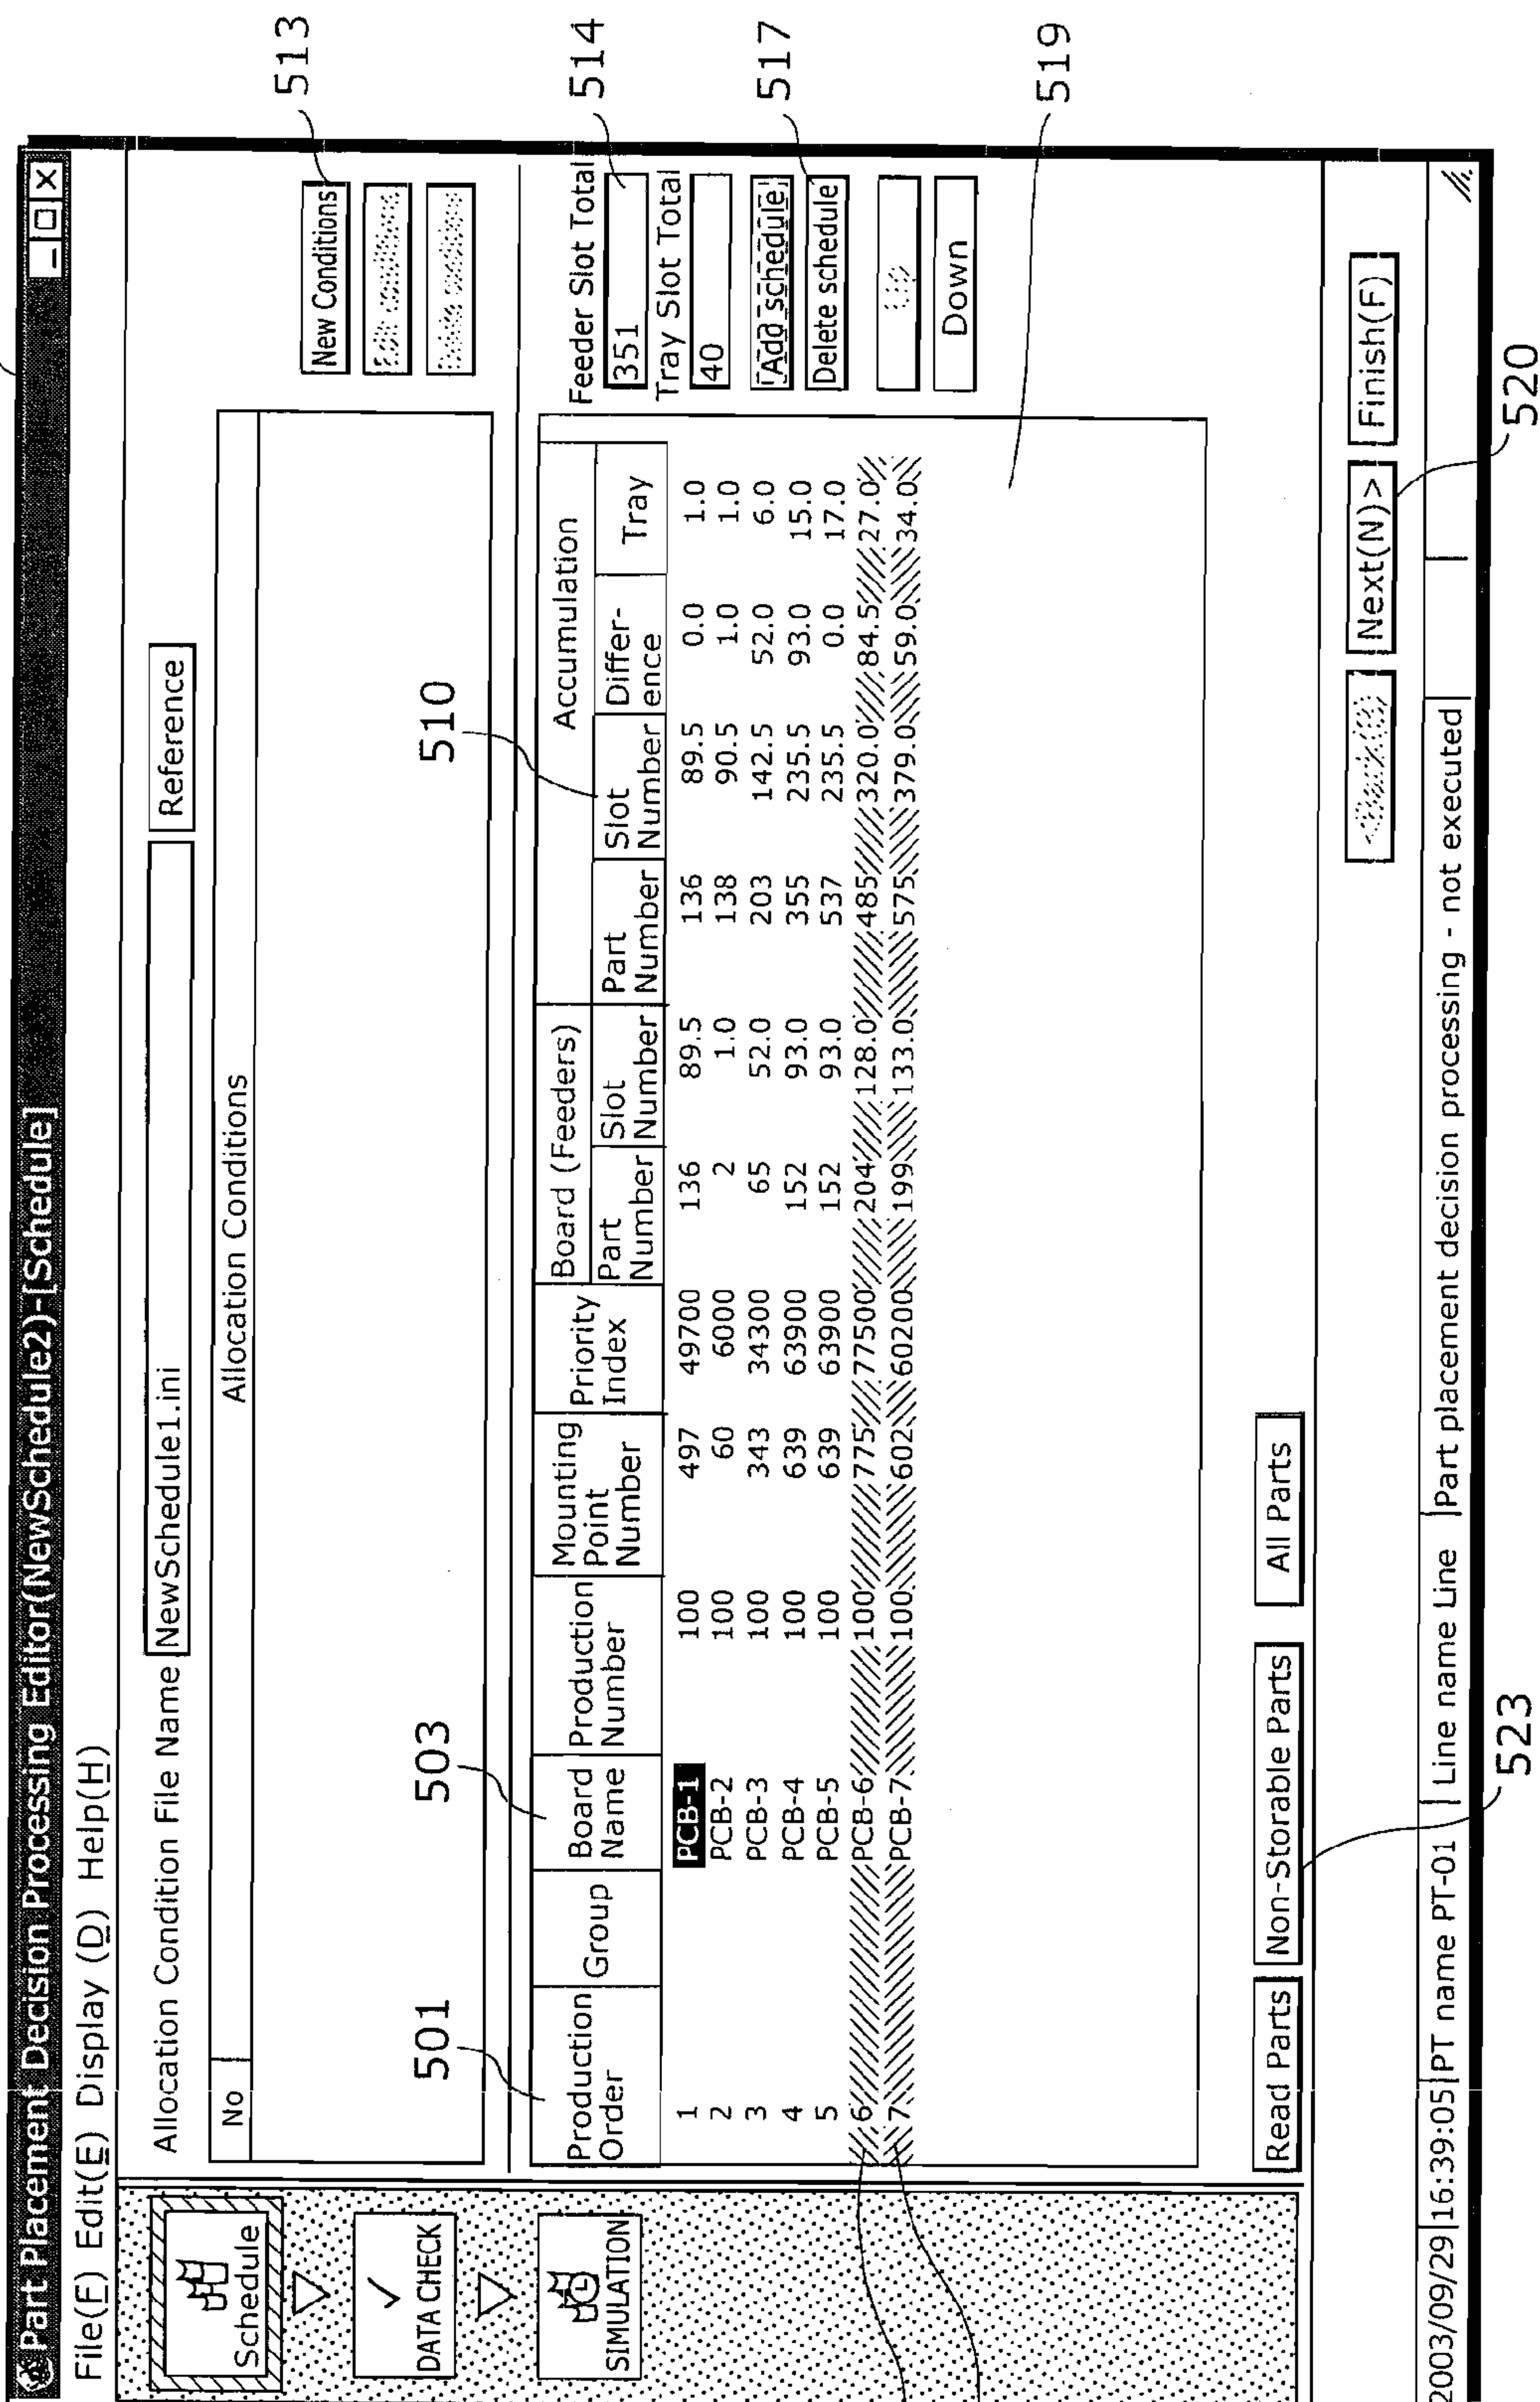 Part Placement Decision Processing Editor(NewSchedule2)-[Schedule]
File(F) Edit(E) Display (D) Help(H)
Allocation Condition File Name NewSchedule1.ini Reference
No Allocation Conditions
513
New Conditions
Schedule
DATA CHECK
SIMULATION
501 503 510
514
517
519
Feeder Slot Total
351
Tray Slot Total
40
Add schedule
Delete schedule
Up
Down
Production Order Group Board Name Production Number Mounting Point Number Priority Index Board (Feeders) Accumulation
Part Number Slot Number Part Number Slot Number Differ-ence Tray
1 PCB-1 100 497 49700 136 89.5 136 89.5 0.0 1.0
2 PCB-2 100 60 6000 2 1.0 138 90.5 1.0 1.0
3 PCB-3 100 343 34300 65 52.0 203 142.5 52.0 6.0
4 PCB-4 100 639 63900 152 93.0 355 235.5 93.0 15.0
5 PCB-5 100 639 63900 152 93.0 537 235.5 0.0 17.0
6 PCB-6 100 775 77500 204 128.0 485 320.0 84.5 27.0
7 PCB-7 100 602 60200 199 133.0 575 379.0 59.0 34.0
Read Parts Non-Storable Parts All Parts
523
Next(N)> Finish(F)
520
2003/09/29 16:39:05 PT name PT-01 Line name Line Part placement decision processing - not executed